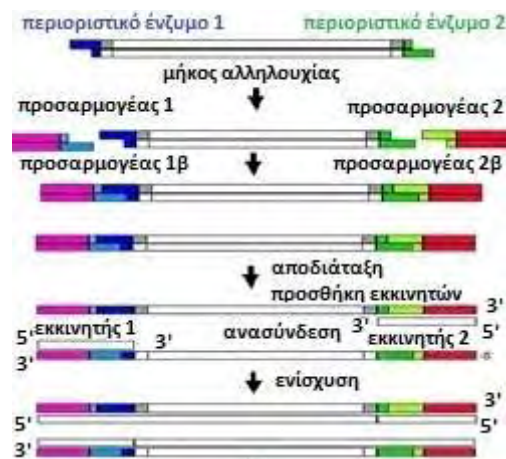 περιοριστικό ένζυμο 1 περιοριστικό ένζυμο 2
μήκος αλληλουχίας
προσαρμογέας 1 προσαρμογέας 2
προσαρμογέας 1β προσαρμογέας 2β
αποδιάταξη
προσθήκη εκκινητών
3'
5' εκκινητής 1 3' ανασύνδεση 3' εκκινητής 2 5'
3'
ενίσχυση
3'
5' 5'
3'